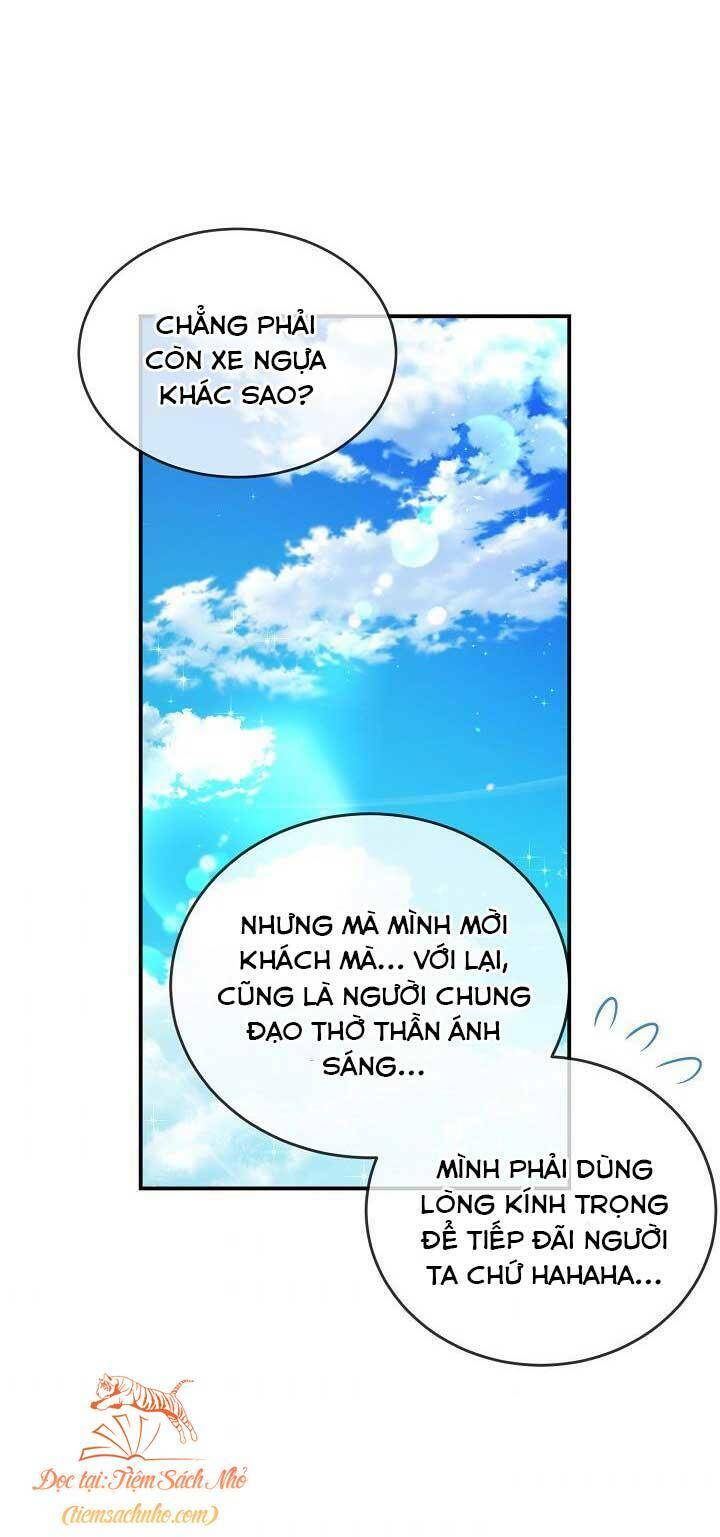 CHẲNG PHẢI
CÒN XE NGỰA
KHÁC SAO?
NHƯNG MÀ MÌNH MỜI
KHÁCH MÀ... VỚI LẠI,
CŨNG LÀ NGƯỜI CHUNG
ĐẠO THỜ THẦN ÁNH
SÁNG...
MÌNH PHẢI DÙNG
LÒNG KÍNH TRỌNG
ĐỂ TIẾP ĐÃI NGƯỜI
TA CHỨ HAHAHA...
Đọc tại: Tiệm Sách Nhỏ
(tiemsachnho.com)